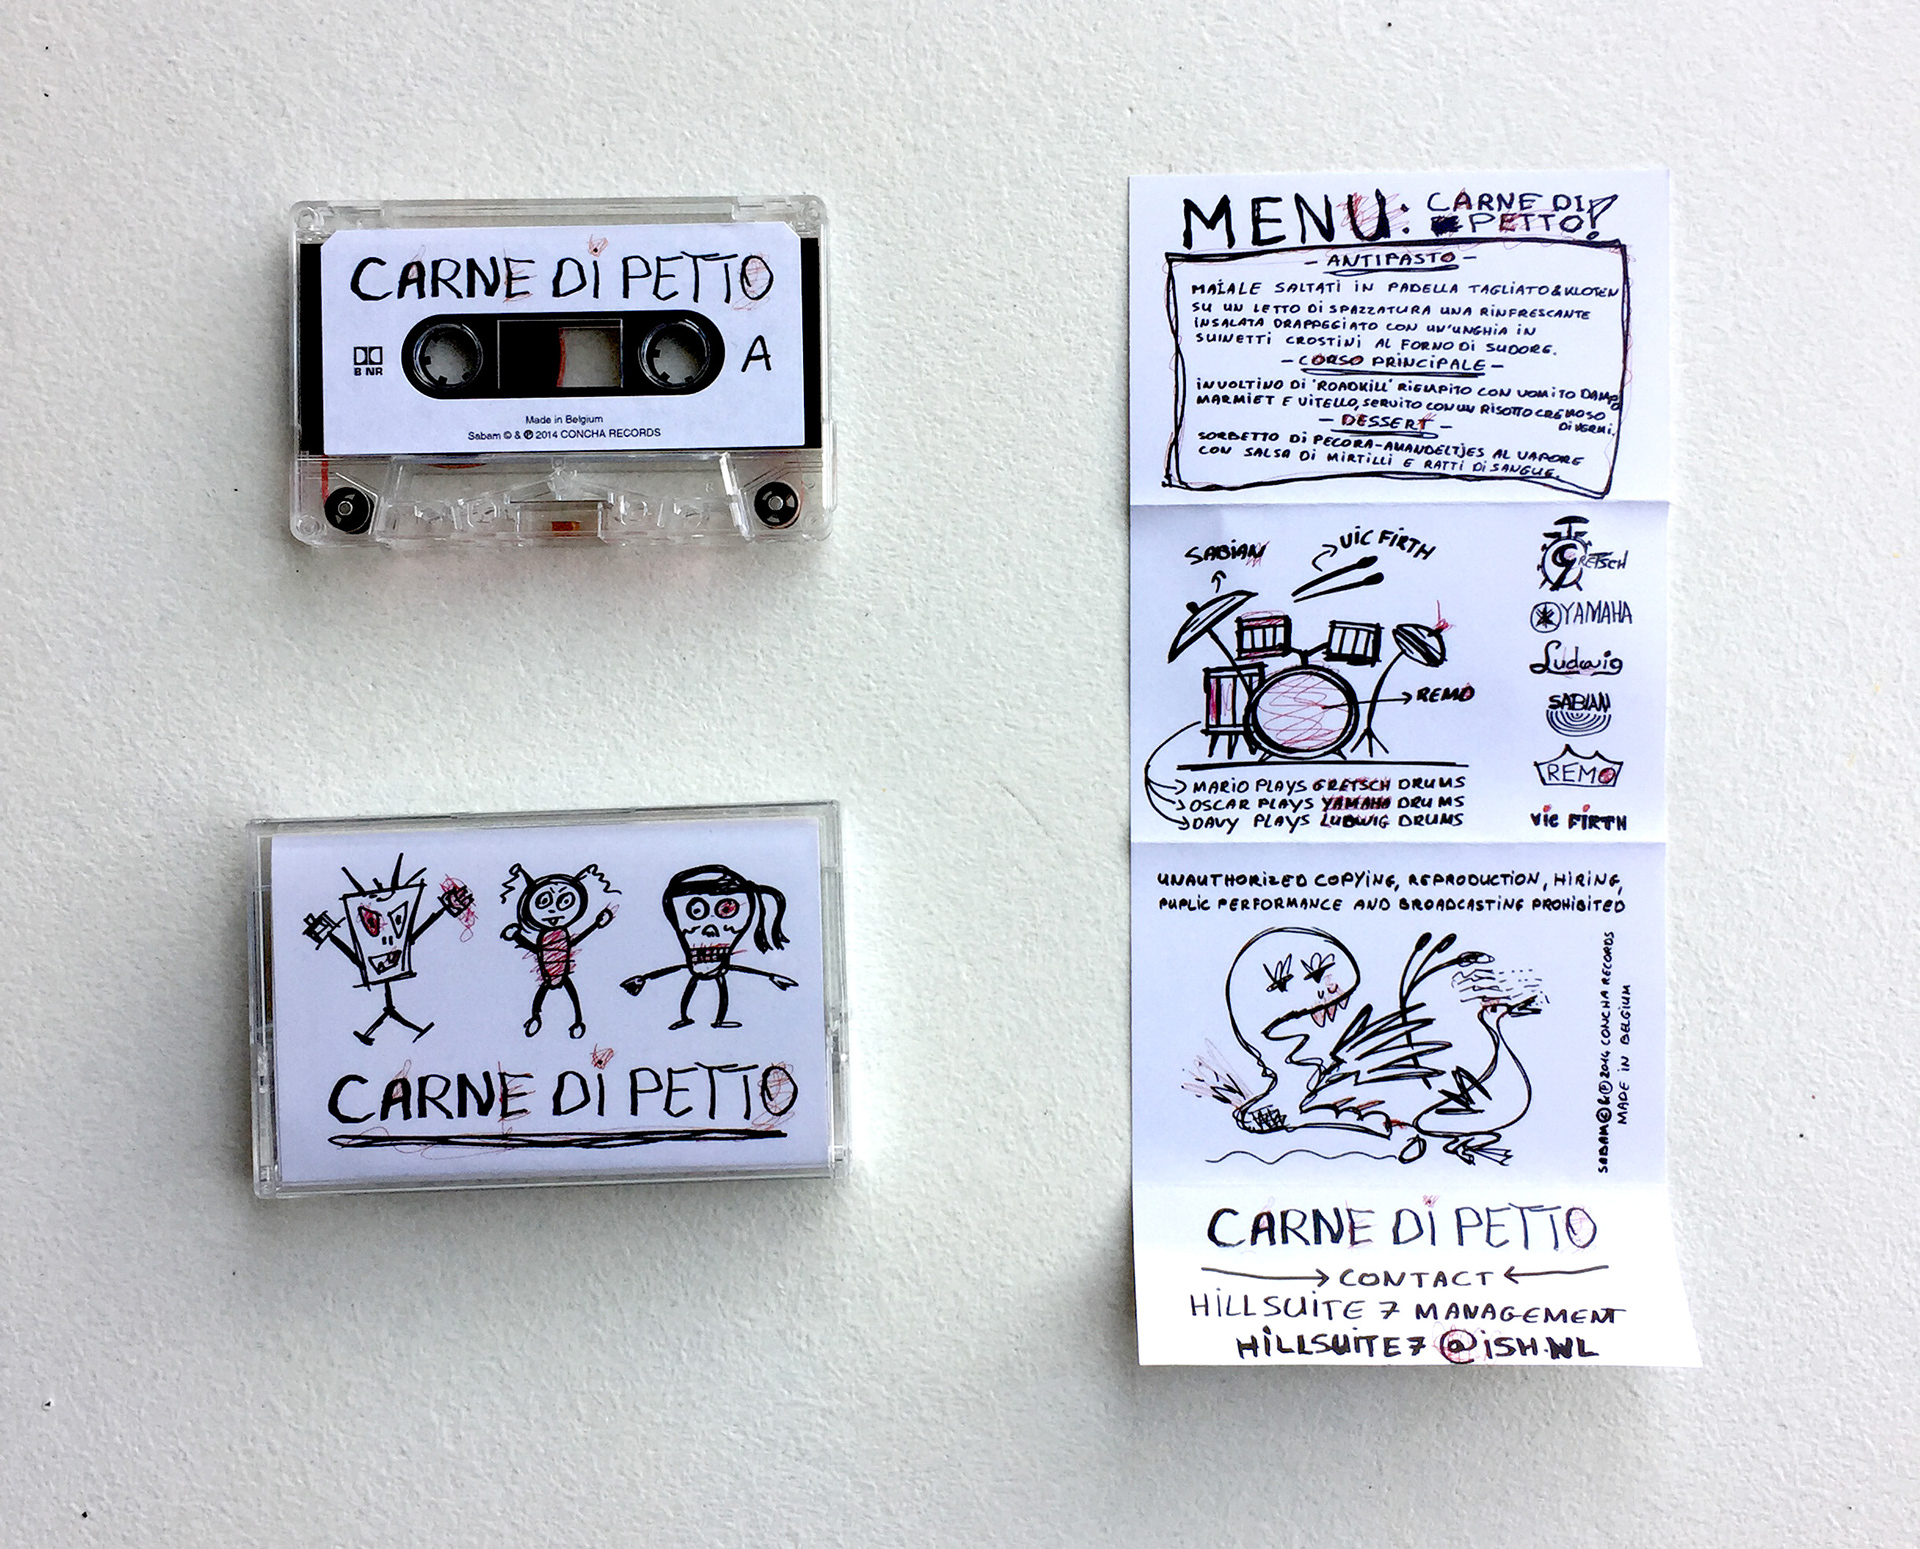 CARNE Di PETTO
B NR
A
Made in Belgium
Sabam © & ℗ 2014 CONCHA RECORDS
CARNE Di PETTO
MENU: CARNE Di
PETTO!
- ANTIPASTO -
MAiALE SALTATi iN PADELLA TAGLiATO & KLOTEN
SU UN LETTO Di SPAZZATURA UNA RiNFRESCANTE
iNSALATA DRAPPEGGiATO CON UN'UNGHiA iN
SUiNETTi CROSTiNi AL FORNO Di SUDORE.
- CORSO PRiNCiPALE -
iNVOLTiNO Di 'ROADKiLL' RiEMPiTO CON VOMiTO DAMPO
MARMiET E ViTELLO, SERViTO CON UN RiSOTTO CREMOSO
Di VERMi.
- DESSERT -
SORBETTO Di PECORA-AMANDELTJES AL VAPORE
CON SALSA Di MiRTiLLi E RATTi Di SANGUE.
SABiAN
ViC FiRTH
REMO
MARiO PLAYS GRETSCH DRUMS
OSCAR PLAYS YAMAHA DRUMS
DAVY PLAYS LUDWiG DRUMS
GRETSCH
YAMAHA
Ludwig
SABIAN
REMO
ViC FiRTH
UNAUTHORiZED COPYiNG, REPRODUCTiON, HiRiNG,
PUPLiC PERFORMANCE AND BROADCASTiNG PROHiBiTED
SABAM © & ℗ 2014 CONCHA RECORDS
MADE iN BELGiUM
CARNE Di PETTO
→ CONTACT ←
HiLLSUiTE 7 MANAGEMENT
HiLLSUiTE7@iSH.NL